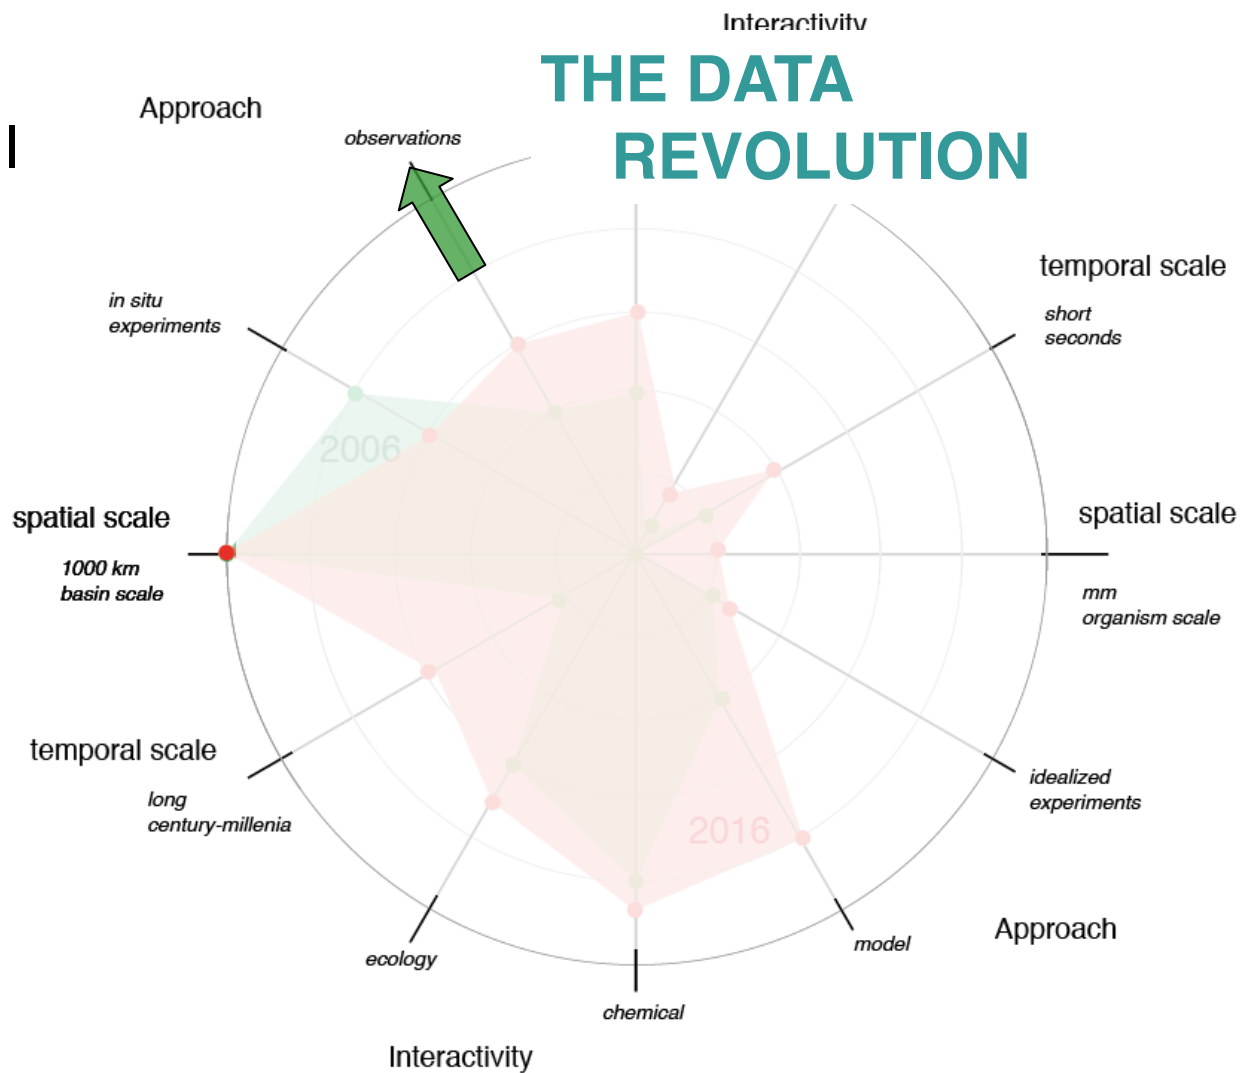 Interactivity
THE DATA
REVOLUTION
Approach
observations
temporal scale
short
seconds
in situ
experiments
2006
spatial scale
1000 km
basin scale
spatial scale
mm
organism scale
temporal scale
long
century-millenia
idealized
experiments
2016
Approach
model
ecology
chemical
Interactivity